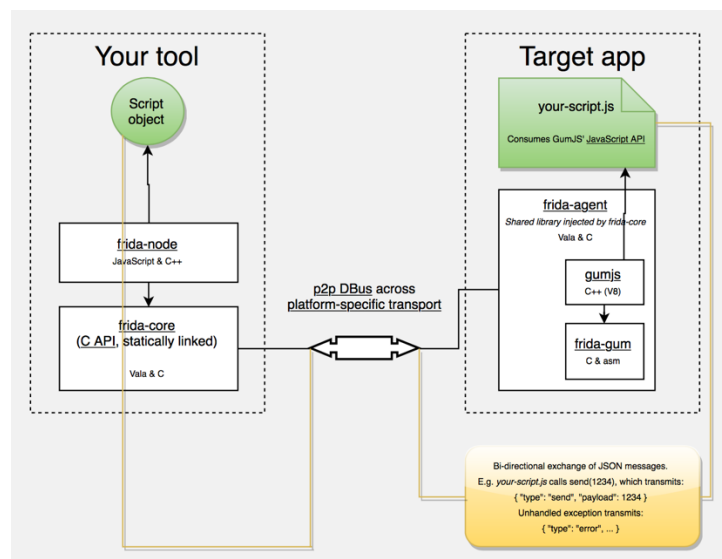 Your tool
Script
object
frida-node
JavaScript & C++
frida-core
(C API, statically linked)
Vala & C
p2p DBus across
platform-specific transport
Target app
your-script.js
Consumes GumJS' JavaScript API
frida-agent
Shared library injected by frida-core
Vala & C
gumjs
C++ (V8)
frida-gum
C & asm
Bi-directional exchange of JSON messages.
E.g. your-script.js calls send(1234), which transmits:
{ "type": "send", "payload": 1234 }
Unhandled exception transmits:
{ "type": "error", ... }